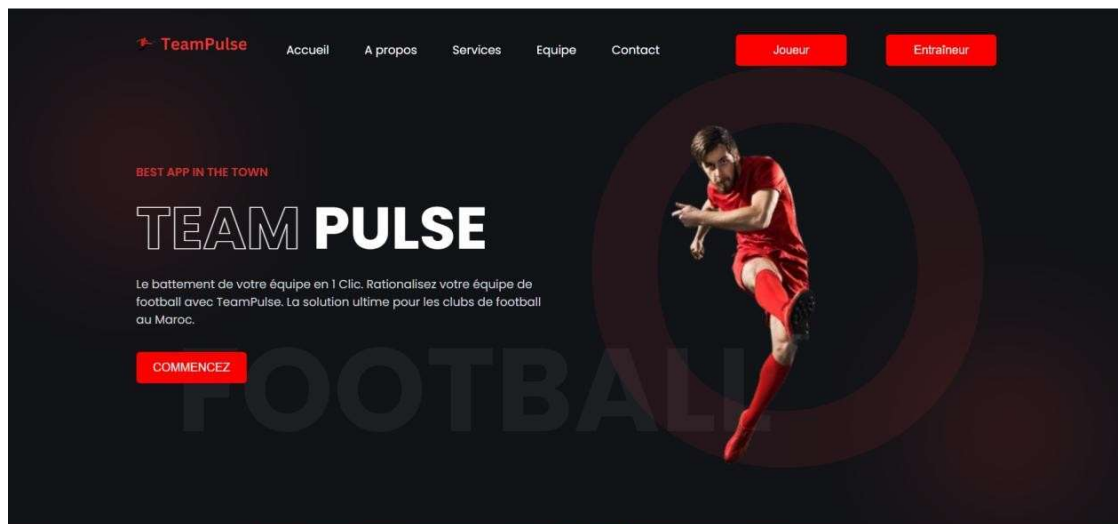 TeamPulse
Accueil
A propos
Services
Equipe
Contact
Joueur
Entraîneur
BEST APP IN THE TOWN
TEAM PULSE
Le battement de votre équipe en 1 Clic. Rationalisez votre équipe de
football avec TeamPulse. La solution ultime pour les clubs de football
au Maroc.
COMMENCEZ
FOOTBALL